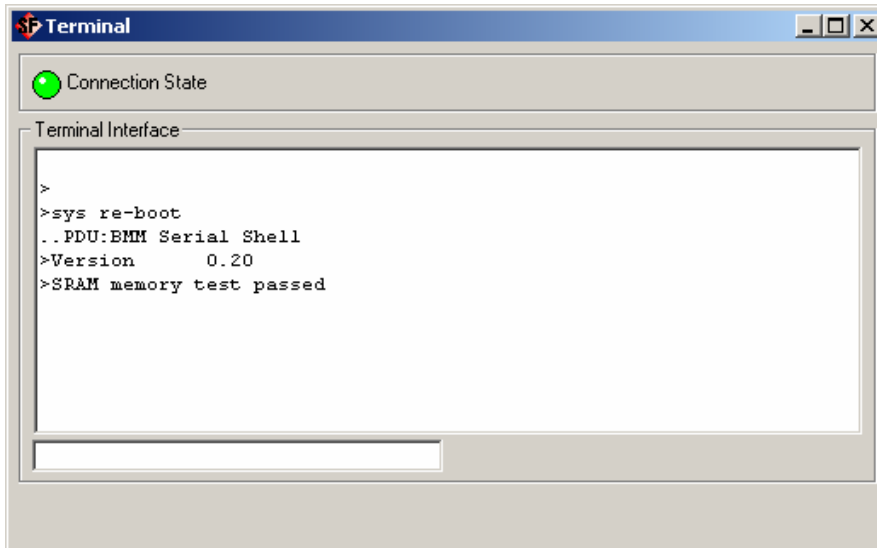 SF Terminal
Connection State
Terminal Interface
>
>sys re-boot
..PDU:BMM Serial Shell
>Version     0.20
>SRAM memory test passed